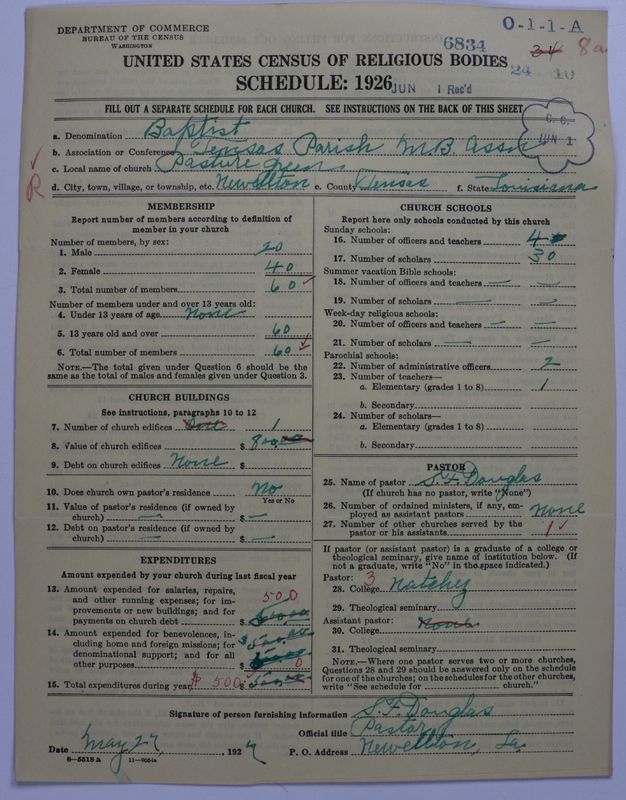 DEPARTMENT OF COMMERCE
BUREAU OF THE CENSUS
WASHINGTON
O-1-1-A
6834
34 8a
24 10
UNITED STATES CENSUS OF RELIGIOUS BODIES
SCHEDULE: 1926
JUN 1 Rec'd
FILL OUT A SEPARATE SCHEDULE FOR EACH CHURCH. SEE INSTRUCTIONS ON THE BACK OF THIS SHEET
JUN 1
a. Denomination Baptist
b. Association or Conference Tensas Parish M.B. Assn
c. Local name of church Pasture Green
d. City, town, village, or township, etc. Newellton e. County Tensas f. State Louisiana
R
MEMBERSHIP
Report number of members according to definition of
member in your church
Number of members, by sex:
1. Male 20
2. Female 40
3. Total number of members 60
Number of members under and over 13 years old:
4. Under 13 years of age None
5. 13 years old and over 60
6. Total number of members 60
NOTE.—The total given under Question 6 should be
same as the total of males and females given under Question 3.
CHURCH BUILDINGS
See instructions, paragraphs 10 to 12
7. Number of church edifices One 1
8. Value of church edifices $
9. Debt on church edifices None $
10. Does church own pastor's residence No
Yes or No
11. Value of pastor's residence (if owned by
church) — $ —
12. Debt on pastor's residence (if owned by
church) — $ —
EXPENDITURES
Amount expended by your church during last fiscal year
13. Amount expended for salaries, repairs,
and other running expenses; for im-
provements or new buildings; and for
payments on church debt $ 500
14. Amount expended for benevolences, in-
cluding home and foreign missions; for
denominational support; and for all
other purposes $ 0
15. Total expenditures during year $ 500
CHURCH SCHOOLS
Report here only schools conducted by this church
Sunday schools:
16. Number of officers and teachers 4
17. Number of scholars 30
Summer vacation Bible schools:
18. Number of officers and teachers — —
19. Number of scholars — —
Week-day religious schools:
20. Number of officers and teachers — —
21. Number of scholars — —
Parochial schools:
22. Number of administrative officers 2
23. Number of teachers—
a. Elementary (grades 1 to 8) 1
b. Secondary
24. Number of scholars—
a. Elementary (grades 1 to 8)
b. Secondary
PASTOR
25. Name of pastor S. F. Douglas
(If church has no pastor, write "None")
26. Number of ordained ministers, if any, em-
ployed as assistant pastors None
27. Number of other churches served by the
pastor or his assistants 1
If pastor (or assistant pastor) is a graduate of a college or
theological seminary, give name of institution below. (If
not a graduate, write "No" in the space indicated.)
Pastor: 3
28. College Natchez
29. Theological seminary
Assistant pastor:
30. College None
31. Theological seminary
NOTE.—Where one pastor serves two or more churches,
Questions 28 and 29 should be answered only on the schedule
for one of the churches; on the schedules for the other churches,
write "See schedule for church."
Signature of person furnishing information S. F. Douglas
Official title Pastor
Date May 27, 1927 P. O. Address Newellton, La.
8-5518 a